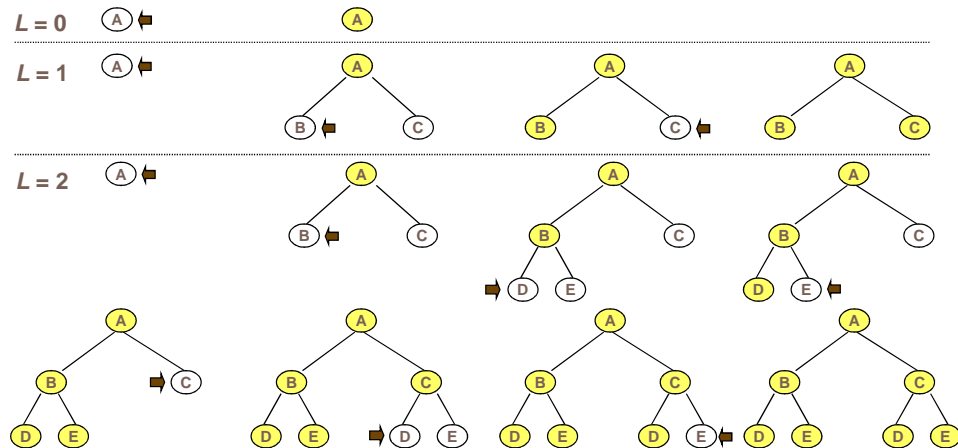 L = 0 A A
L = 1 A A A A
B C B C B C
L = 2 A A A A
B C B C B C
D E D E
A A A A
B C B C B C B C
D E D E D E D E D E D E D E